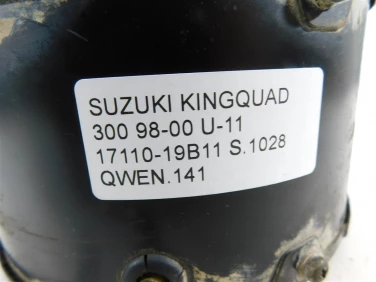 SUZUKI KINGQUAD
300 98-00 U-11
17110-19B11 S.1028
QWEN.141